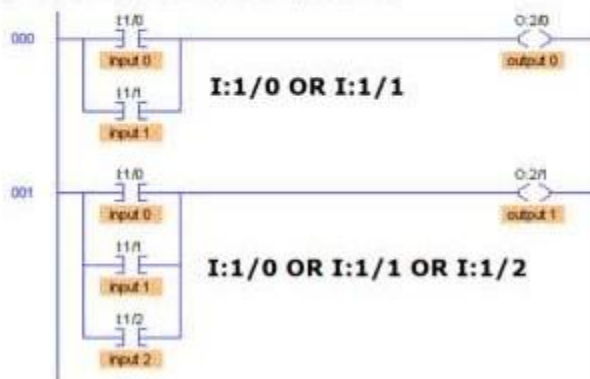 I:1/0 O:2/0
000
input 0 output 0
I:1/0 OR I:1/1
I:1/1
input 1
I:1/0 O:2/1
001
input 0 output 1
I:1/1
I:1/0 OR I:1/1 OR I:1/2
input 1
I:1/2
input 2